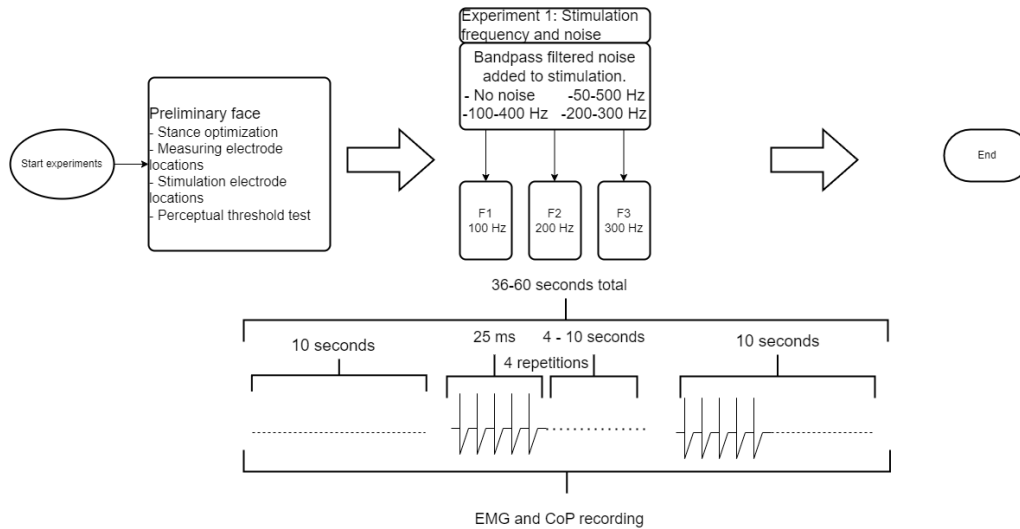 Experiment 1: Stimulation
frequency and noise
Bandpass filtered noise
added to stimulation.
- No noise -50-500 Hz
-100-400 Hz -200-300 Hz
Start experiments
Preliminary face
- Stance optimization
- Measuring electrode
locations
- Stimulation electrode
locations
- Perceptual threshold test
End
F1
100 Hz
F2
200 Hz
F3
300 Hz
36-60 seconds total
10 seconds
25 ms
4 - 10 seconds
4 repetitions
10 seconds
EMG and CoP recording